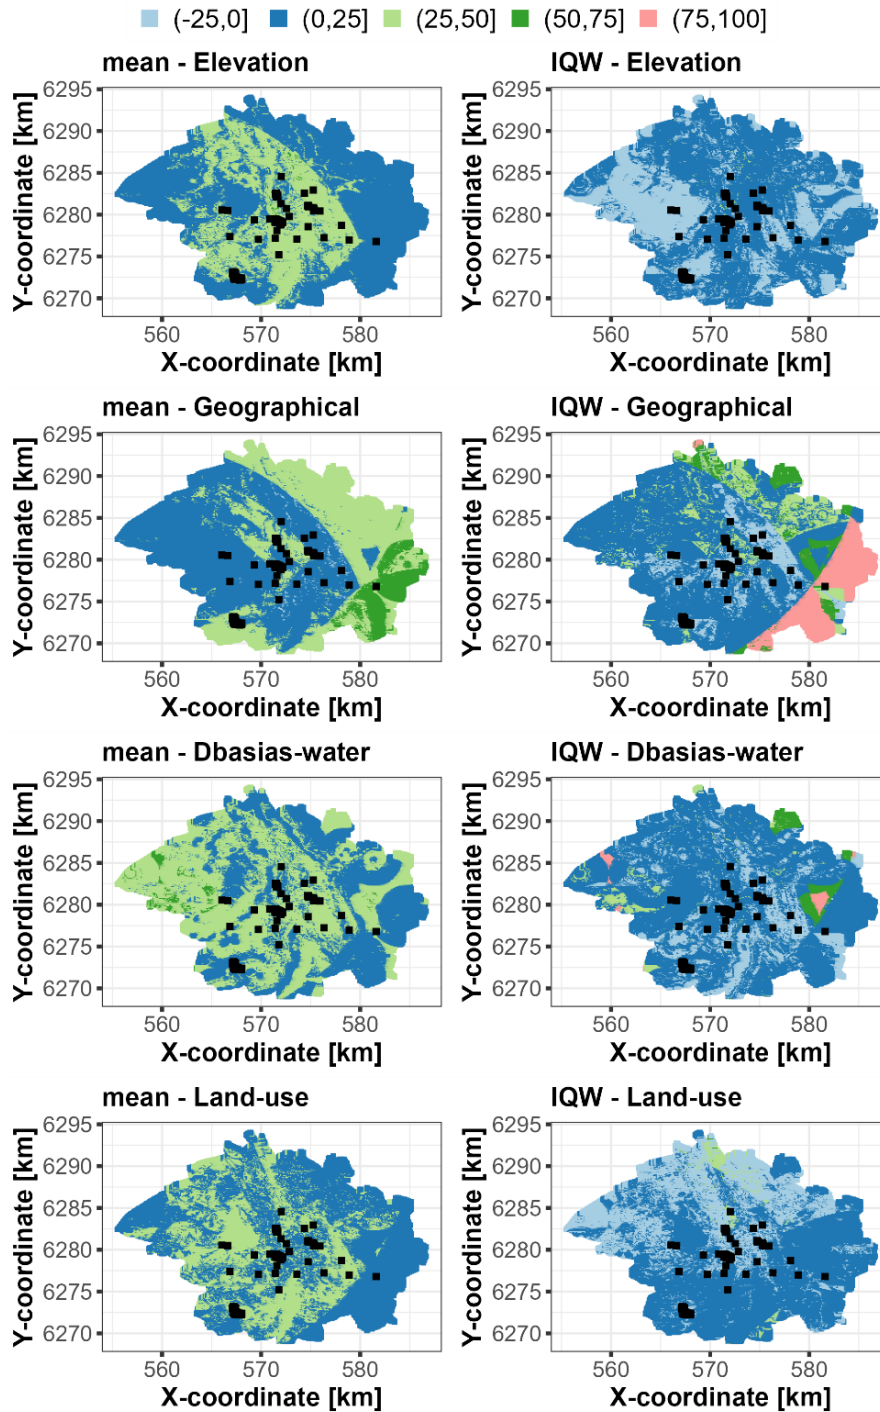 (-25,0] (0,25] (25,50] (50,75] (75,100]
mean - Elevation
IQW - Elevation
Y-coordinate [km]
6295
6290
6285
6280
6275
6270
560 570 580
X-coordinate [km]
Y-coordinate [km]
6295
6290
6285
6280
6275
6270
560 570 580
X-coordinate [km]
mean - Geographical
IQW - Geographical
Y-coordinate [km]
6295
6290
6285
6280
6275
6270
560 570 580
X-coordinate [km]
Y-coordinate [km]
6295
6290
6285
6280
6275
6270
560 570 580
X-coordinate [km]
mean - Dbasias-water
IQW - Dbasias-water
Y-coordinate [km]
6295
6290
6285
6280
6275
6270
560 570 580
X-coordinate [km]
Y-coordinate [km]
6295
6290
6285
6280
6275
6270
560 570 580
X-coordinate [km]
mean - Land-use
IQW - Land-use
Y-coordinate [km]
6295
6290
6285
6280
6275
6270
560 570 580
X-coordinate [km]
Y-coordinate [km]
6295
6290
6285
6280
6275
6270
560 570 580
X-coordinate [km]